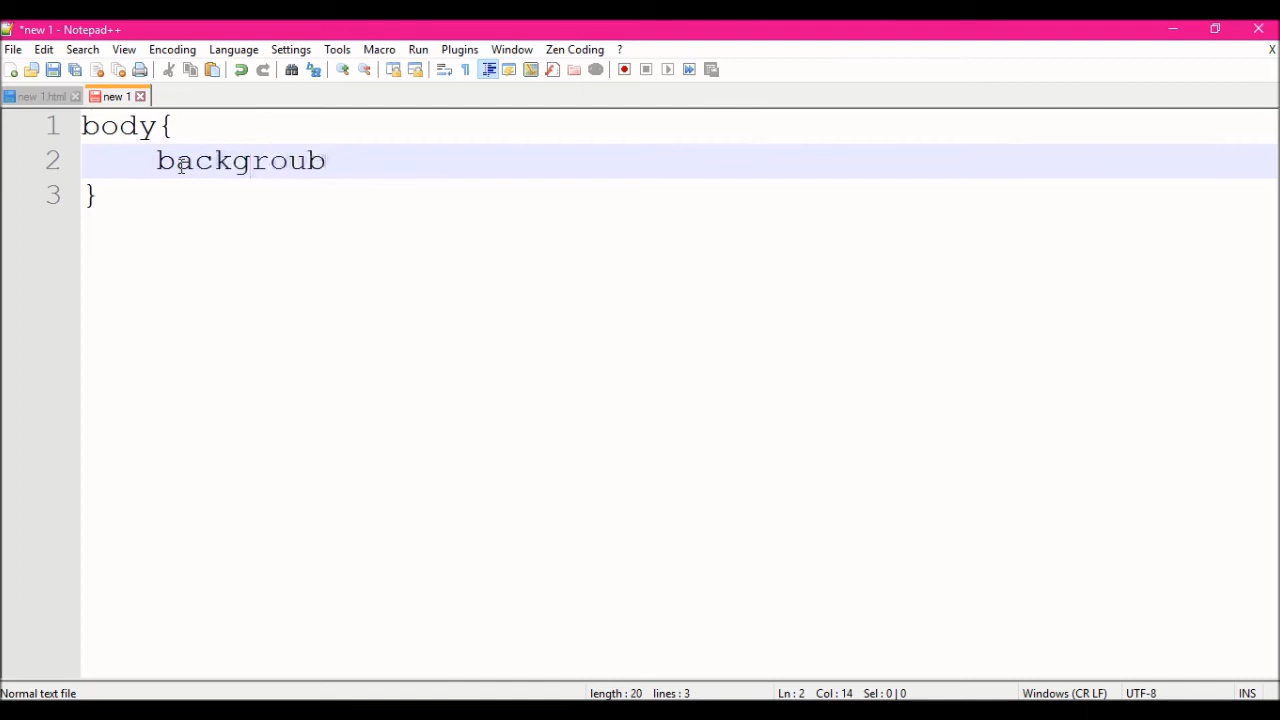 *new 1 - Notepad++
File Edit Search View Encoding Language Settings Tools Macro Run Plugins Window Zen Coding ? X
new 1.html new 1
1 body{
2 backgroub
3 }
Normal text file length : 20 lines : 3 Ln : 2 Col : 14 Sel : 0 | 0 Windows (CR LF) UTF-8 INS